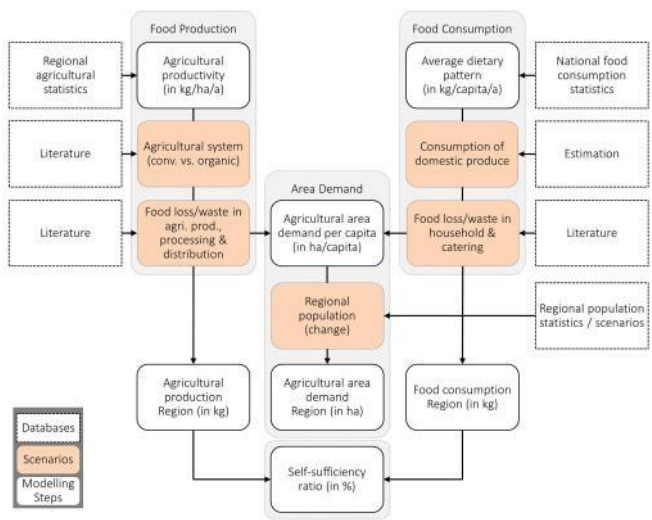 Food Production
Food Consumption
Regional
agricultural
statistics
Agricultural
productivity
(in kg/ha/a)
Average dietary
pattern
(in kg/capita/a)
National food
consumption
statistics
Literature
Agricultural system
(conv. vs. organic)
Consumption of
domestic produce
Estimation
Area Demand
Literature
Food loss/waste in
agri. prod.,
processing &
distribution
Agricultural area
demand per capita
(in ha/capita)
Food loss/waste in
household &
catering
Literature
Regional
population
(change)
Regional population
statistics / scenarios
Agricultural
production
Region (in kg)
Agricultural area
demand
Region (in ha)
Food consumption
Region (in kg)
Databases
Scenarios
Modelling
Steps
Self-sufficiency
ratio (in %)